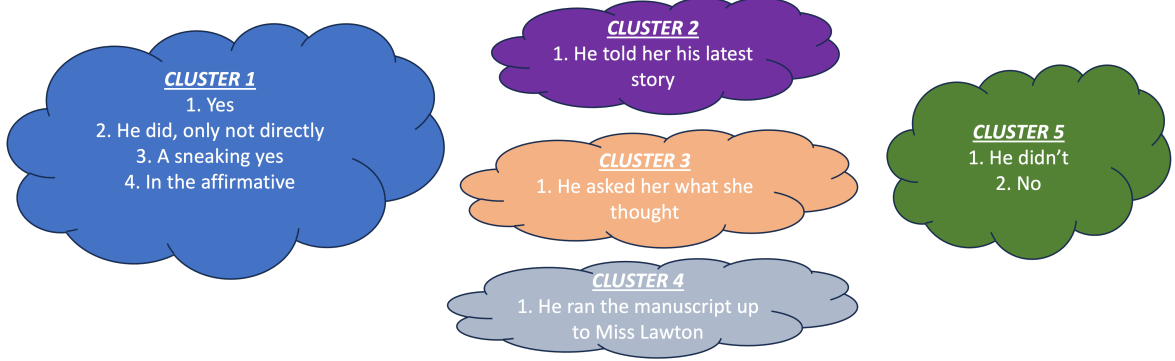 CLUSTER 1
1. Yes
2. He did, only not directly
3. A sneaking yes
4. In the affirmative
CLUSTER 2
1. He told her his latest
story
CLUSTER 3
1. He asked her what she
thought
CLUSTER 4
1. He ran the manuscript up
to Miss Lawton
CLUSTER 5
1. He didn’t
2. No